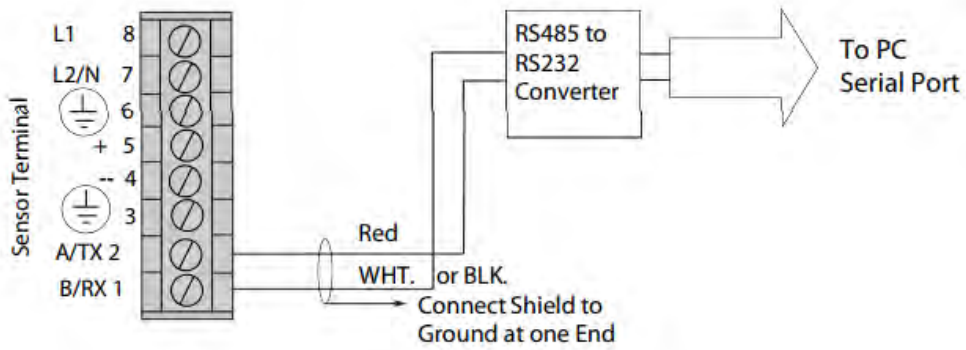 Sensor Terminal
L1 8
L2/N 7
6
+ 5
-- 4
3
A/TX 2
B/RX 1
Red
WHT. or BLK.
Connect Shield to
Ground at one End
RS485 to
RS232
Converter
To PC
Serial Port